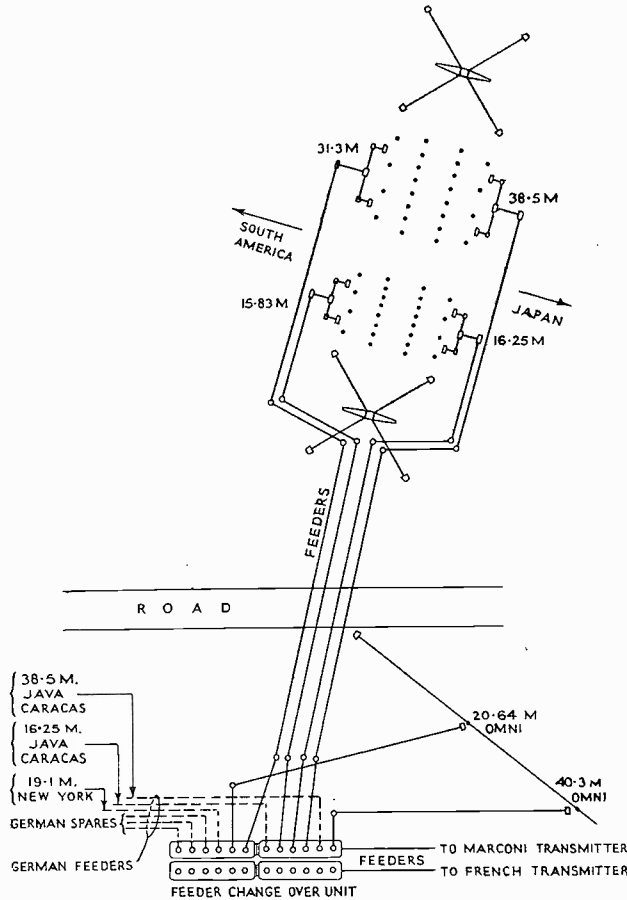 31·3 M
38·5 M
SOUTH
AMERICA
15·83 M
JAPAN
16·25 M
FEEDERS
ROAD
38·5 M.
JAVA
CARACAS
16·25 M.
JAVA
CARACAS
19·1 M.
NEW YORK
GERMAN SPARES
GERMAN FEEDERS
20·64 M
OMNI
40·3 M
OMNI
TO MARCONI TRANSMITTER
FEEDERS
TO FRENCH TRANSMITTER
FEEDER CHANGE OVER UNIT